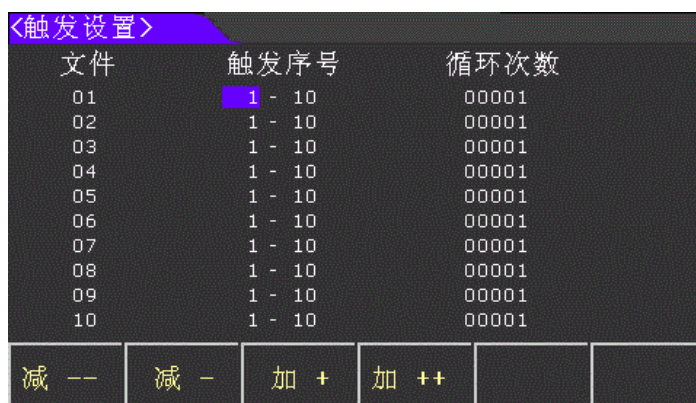 <触发设置>
文件 触发序号 循环次数
01 1 - 10 00001
02 1 - 10 00001
03 1 - 10 00001
04 1 - 10 00001
05 1 - 10 00001
06 1 - 10 00001
07 1 - 10 00001
08 1 - 10 00001
09 1 - 10 00001
10 1 - 10 00001
减 -- 减 - 加 + 加 ++